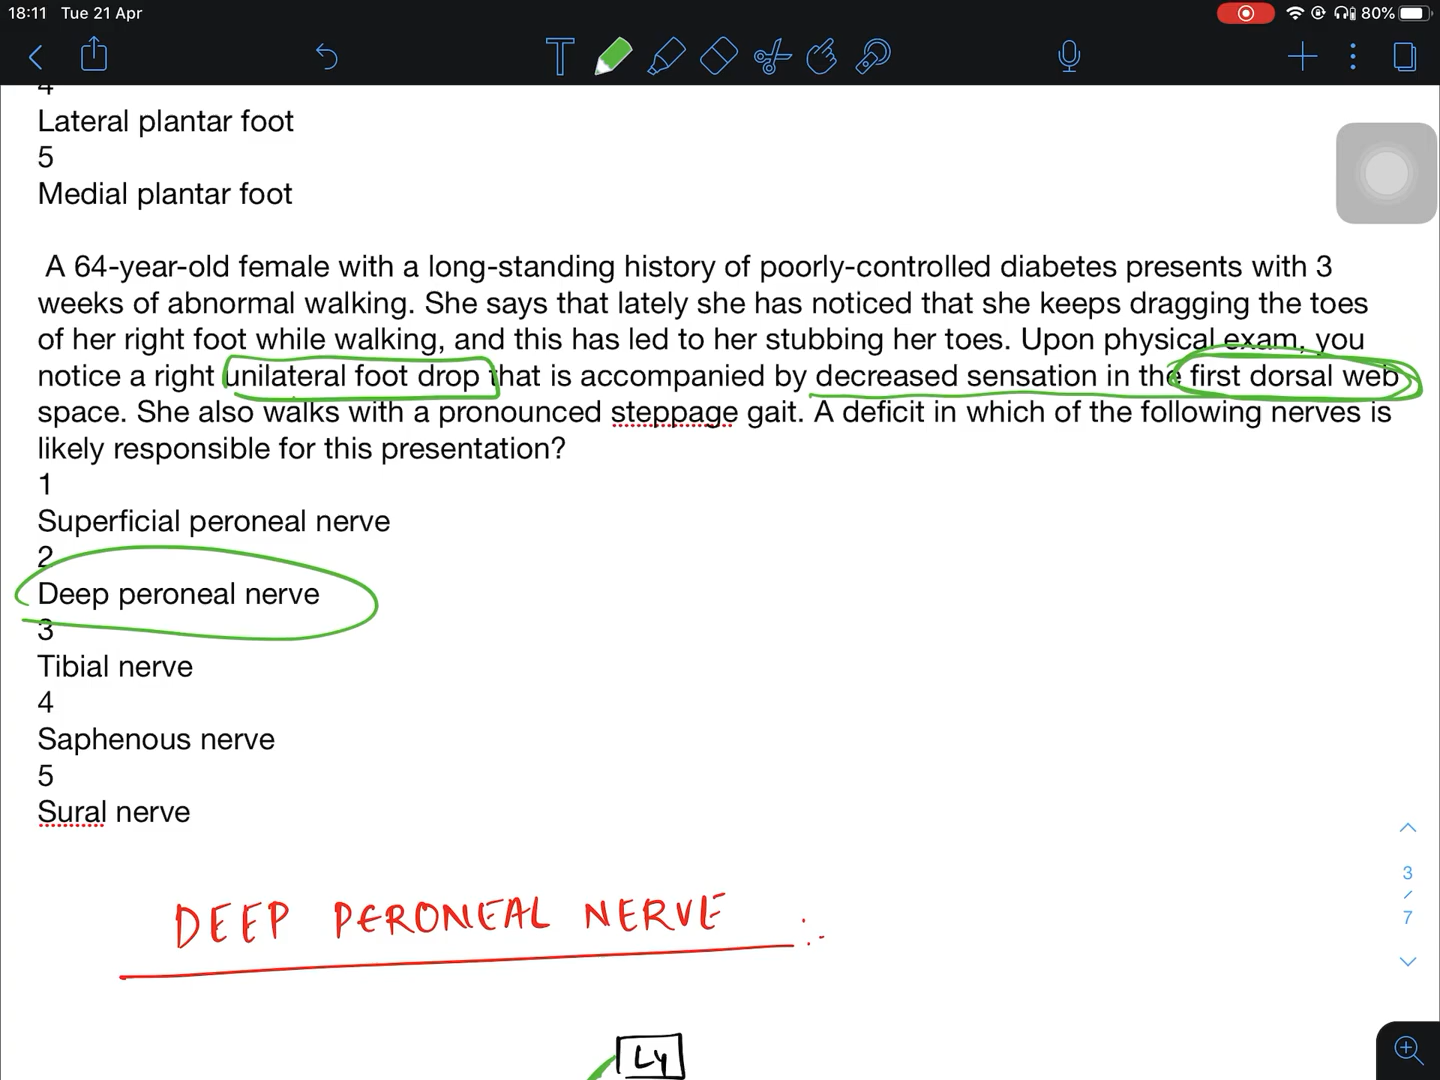 18:11 Tue 21 Apr 80%
4
Lateral plantar foot
5
Medial plantar foot
A 64-year-old female with a long-standing history of poorly-controlled diabetes presents with 3
weeks of abnormal walking. She says that lately she has noticed that she keeps dragging the toes
of her right foot while walking, and this has led to her stubbing her toes. Upon physical exam, you
notice a right unilateral foot drop that is accompanied by decreased sensation in the first dorsal web
space. She also walks with a pronounced steppage gait. A deficit in which of the following nerves is
likely responsible for this presentation?
1
Superficial peroneal nerve
2
Deep peroneal nerve
3
Tibial nerve
4
Saphenous nerve
5
Sural nerve
3
/
7
DEEP PERONEAL NERVE :-
L4